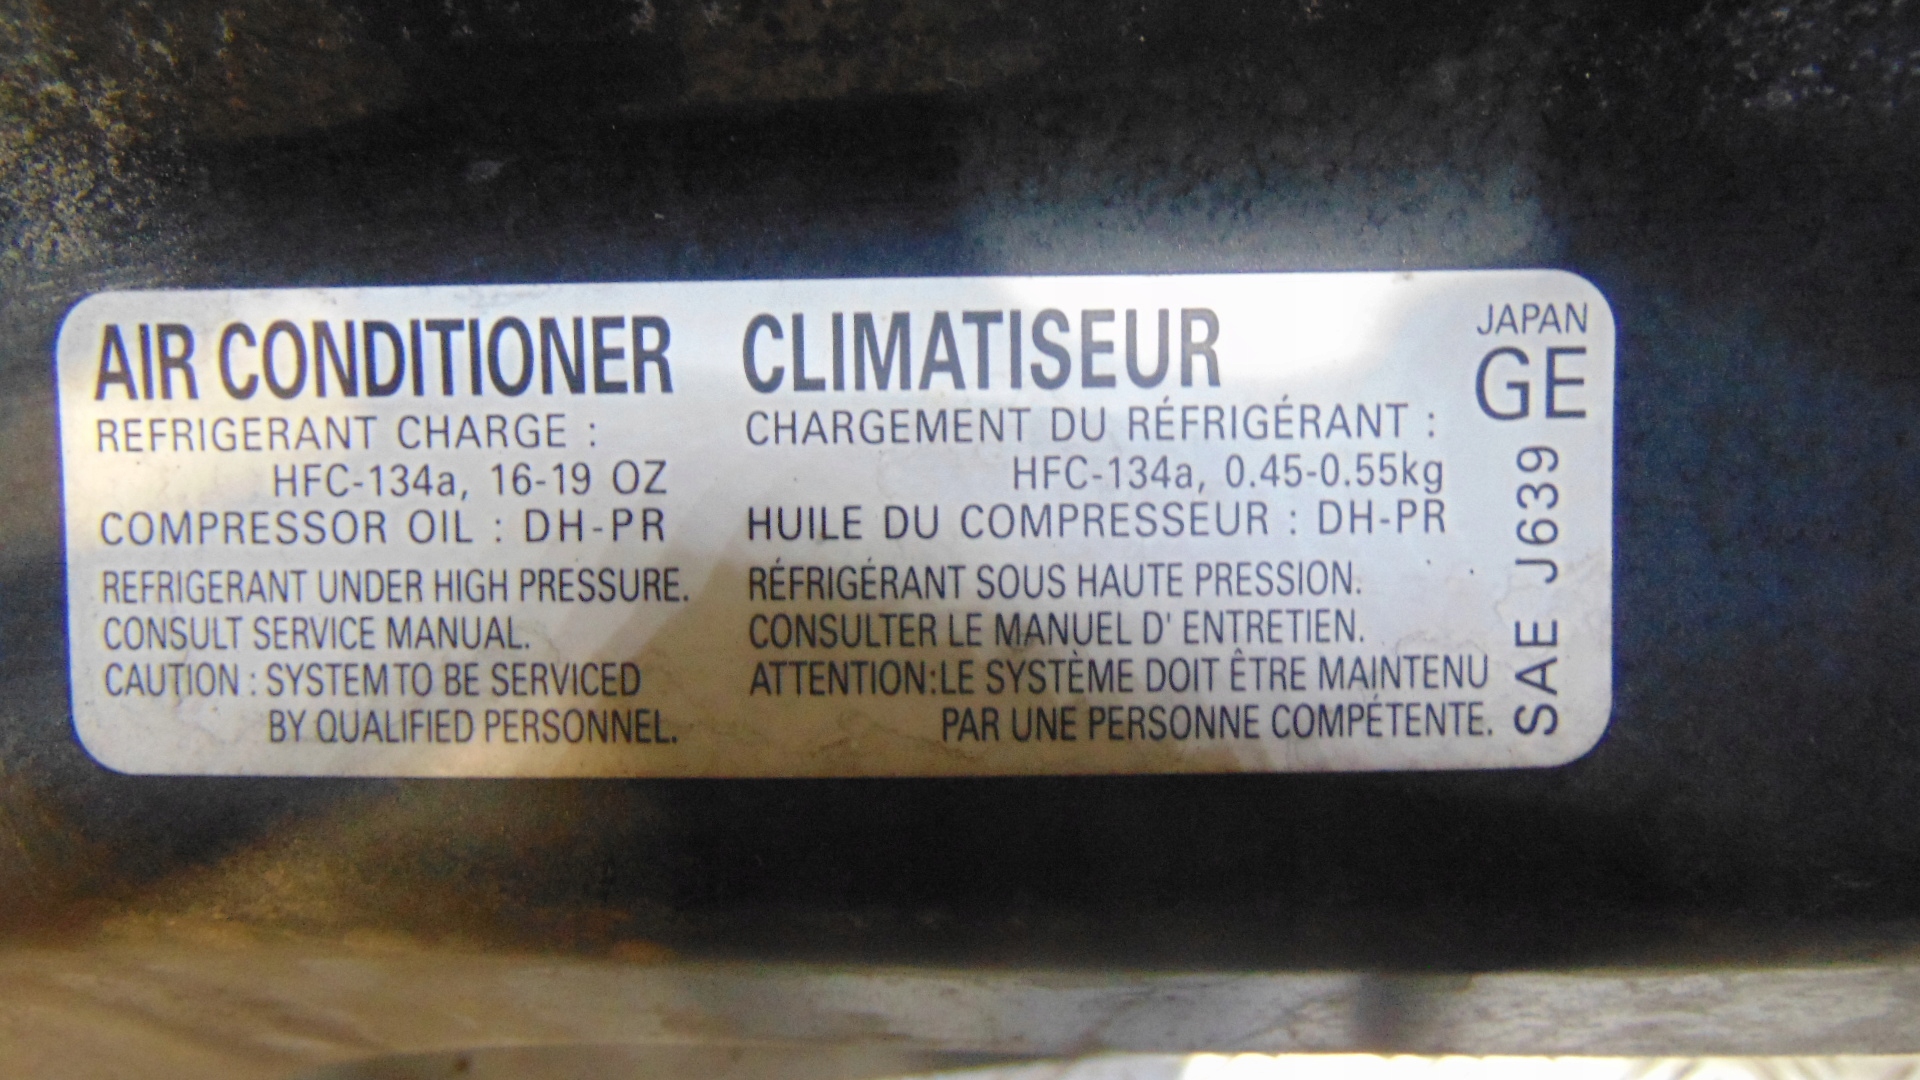 AIR CONDITIONER
REFRIGERANT CHARGE :
HFC-134a, 16-19 OZ
COMPRESSOR OIL : DH-PR
REFRIGERANT UNDER HIGH PRESSURE.
CONSULT SERVICE MANUAL.
CAUTION : SYSTEM TO BE SERVICED
BY QUALIFIED PERSONNEL.
CLIMATISEUR
CHARGEMENT DU RÉFRIGÉRANT :
HFC-134a, 0.45-0.55kg
HUILE DU COMPRESSEUR : DH-PR
RÉFRIGÉRANT SOUS HAUTE PRESSION.
CONSULTER LE MANUEL D' ENTRETIEN.
ATTENTION:LE SYSTÈME DOIT ÊTRE MAINTENU
PAR UNE PERSONNE COMPÉTENTE.
JAPAN
GE
SAE J639